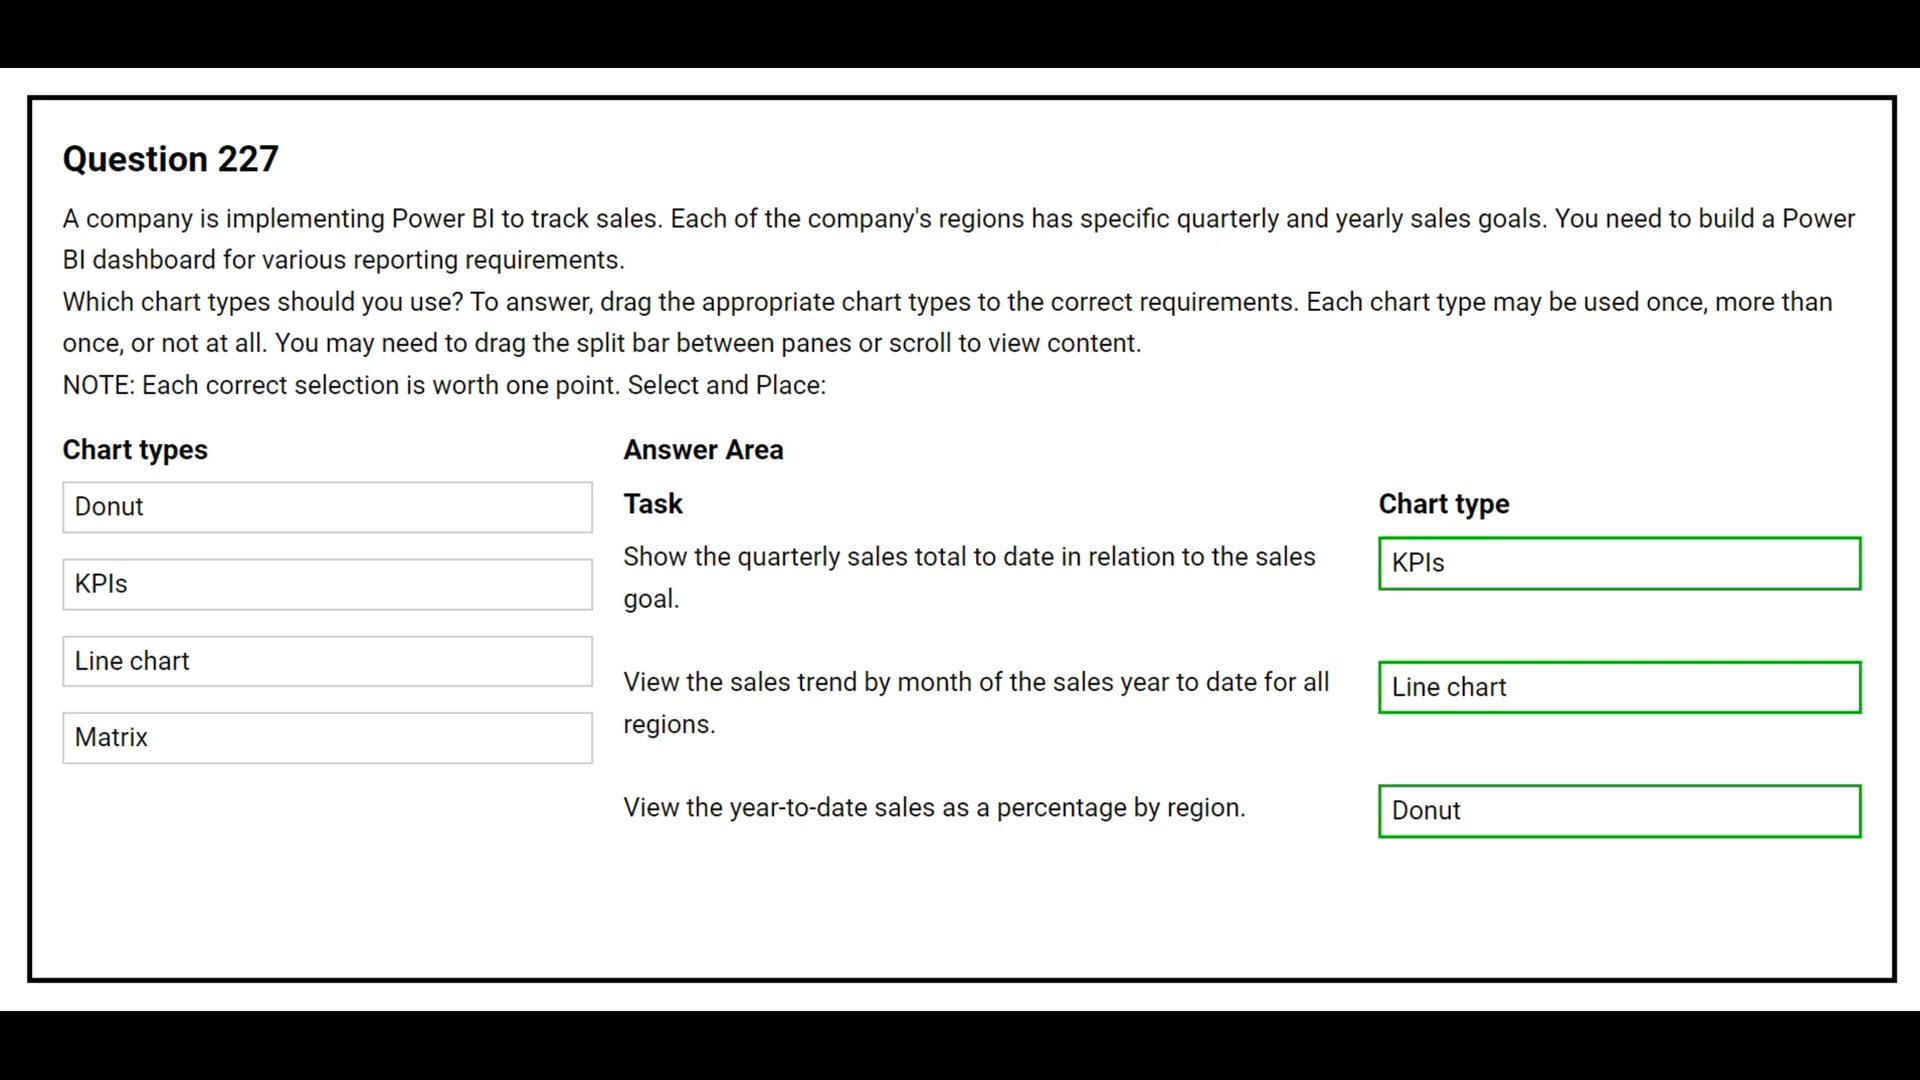 Question 227
A company is implementing Power BI to track sales. Each of the company's regions has specific quarterly and yearly sales goals. You need to build a Power
BI dashboard for various reporting requirements.
Which chart types should you use? To answer, drag the appropriate chart types to the correct requirements. Each chart type may be used once, more than
once, or not at all. You may need to drag the split bar between panes or scroll to view content.
NOTE: Each correct selection is worth one point. Select and Place:
Chart types
Donut
KPIs
Line chart
Matrix
Answer Area
Task
Chart type
Show the quarterly sales total to date in relation to the sales
goal.
KPIs
View the sales trend by month of the sales year to date for all
regions.
Line chart
View the year-to-date sales as a percentage by region.
Donut